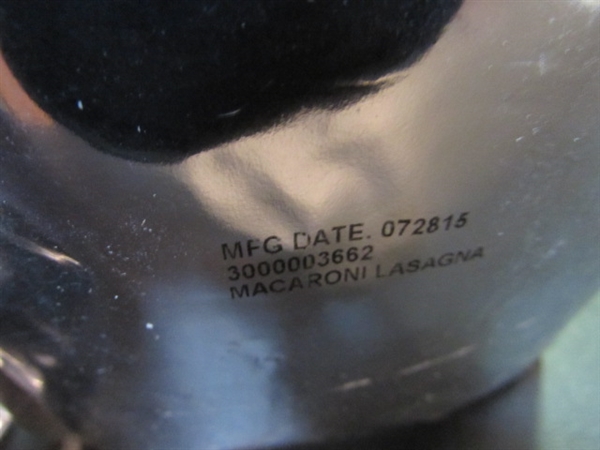 MFG DATE. 072815
3000003662
MACARONI LASAGNA